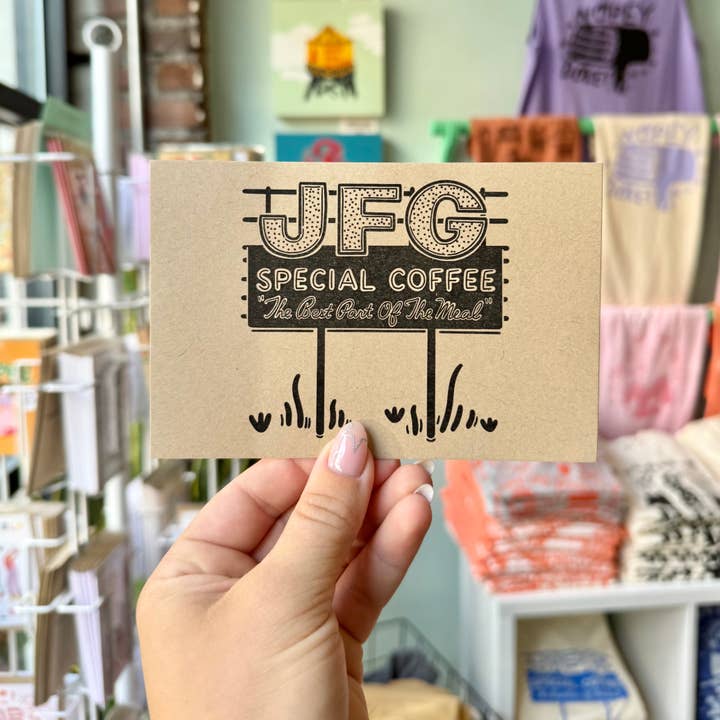 JFG
SPECIAL COFFEE
"The Best Part Of The Meal"